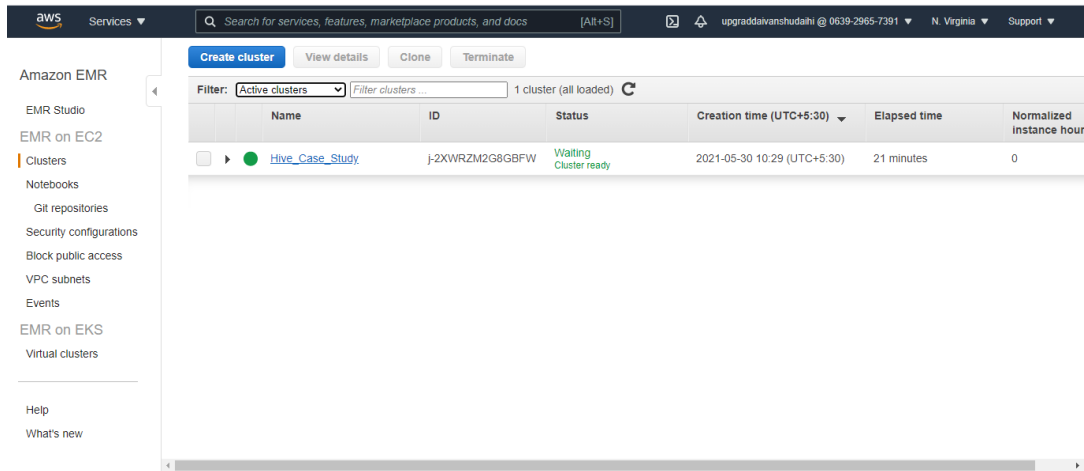 aws Services ▼ Search for services, features, marketplace products, and docs [Alt+S] upgraddaivanshudaihi @ 0639-2965-7391 ▼ N. Virginia ▼ Support ▼
Amazon EMR
EMR Studio
EMR on EC2
Clusters
Notebooks
Git repositories
Security configurations
Block public access
VPC subnets
Events
EMR on EKS
Virtual clusters
Help
What's new
Create cluster View details Clone Terminate
Filter: Active clusters Filter clusters ... 1 cluster (all loaded)
Name ID Status Creation time (UTC+5:30) Elapsed time Normalized
instance hour
Hive_Case_Study j-2XWRZM2G8GBFW Waiting 2021-05-30 10:29 (UTC+5:30) 21 minutes 0
Cluster ready